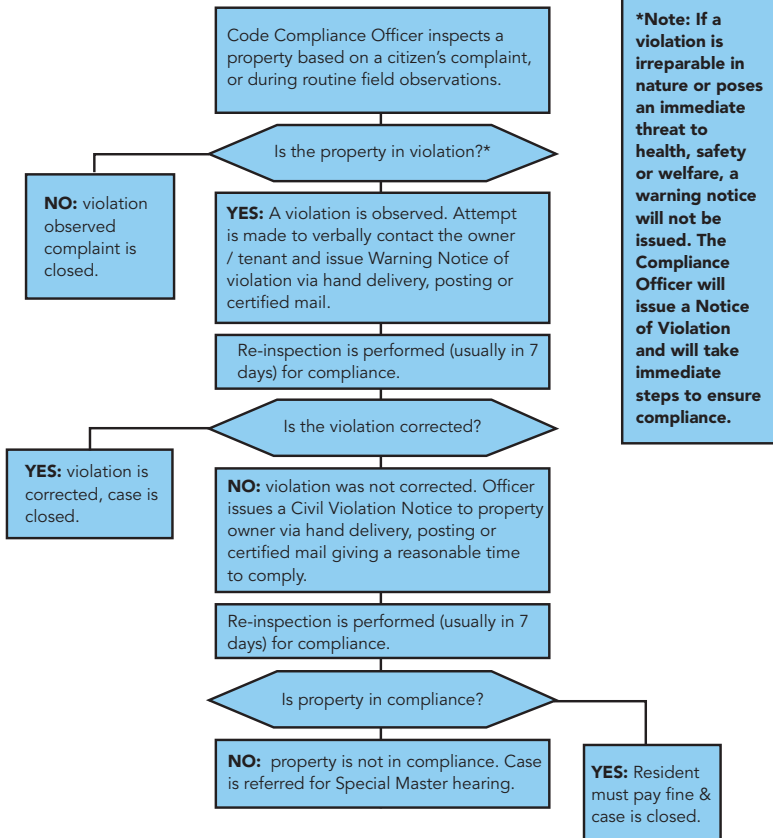 Code Compliance Officer inspects a
property based on a citizen's complaint,
or during routine field observations.
Is the property in violation?*
NO: violation
observed
complaint is
closed.
YES: A violation is observed. Attempt
is made to verbally contact the owner
/ tenant and issue Warning Notice of
violation via hand delivery, posting or
certified mail.
Re-inspection is performed (usually in 7
days) for compliance.
Is the violation corrected?
YES: violation is
corrected, case is
closed.
NO: violation was not corrected. Officer
issues a Civil Violation Notice to property
owner via hand delivery, posting or
certified mail giving a reasonable time
to comply.
Re-inspection is performed (usually in 7
days) for compliance.
Is property in compliance?
NO: property is not in compliance. Case
is referred for Special Master hearing.
YES: Resident
must pay fine &
case is closed.
*Note: If a
violation is
irreparable in
nature or poses
an immediate
threat to
health, safety
or welfare, a
warning notice
will not be
issued. The
Compliance
Officer will
issue a Notice
of Violation
and will take
immediate
steps to ensure
compliance.